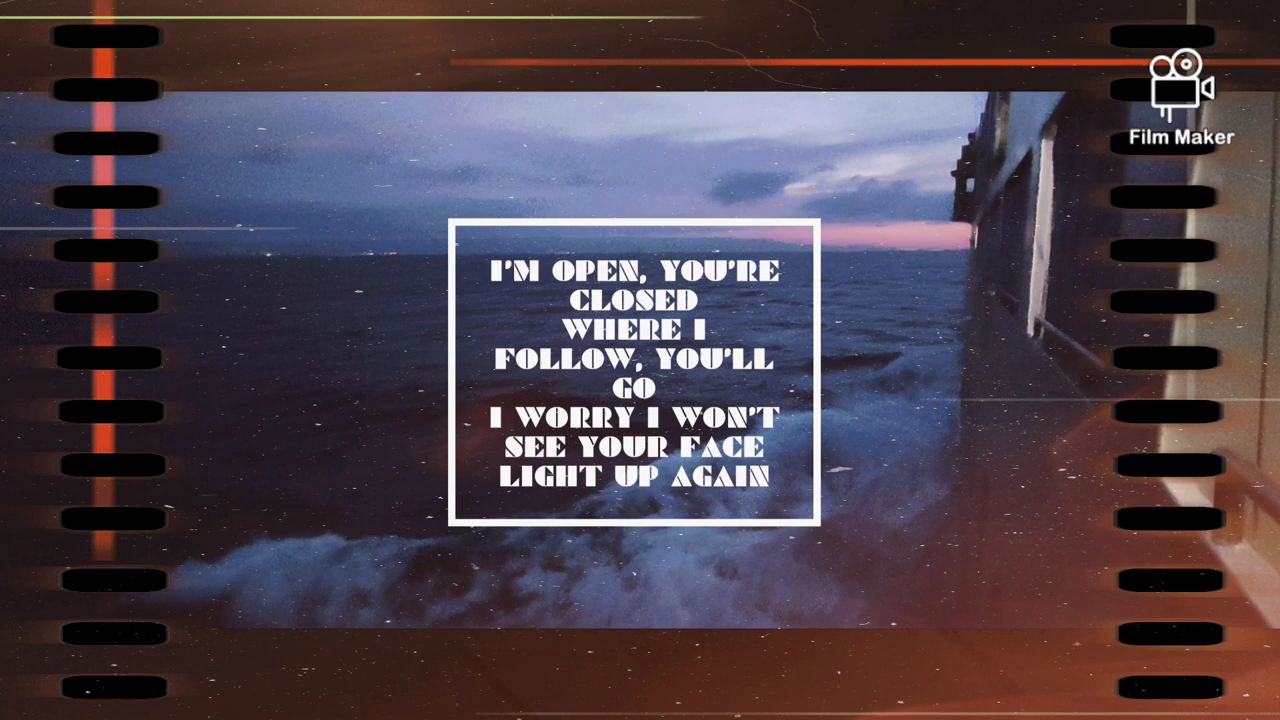 Film Maker
I'M OPEN, YOU'RE
CLOSED
WHERE I
FOLLOW, YOU'LL
GO
I WORRY I WON'T
SEE YOUR FACE
LIGHT UP AGAIN